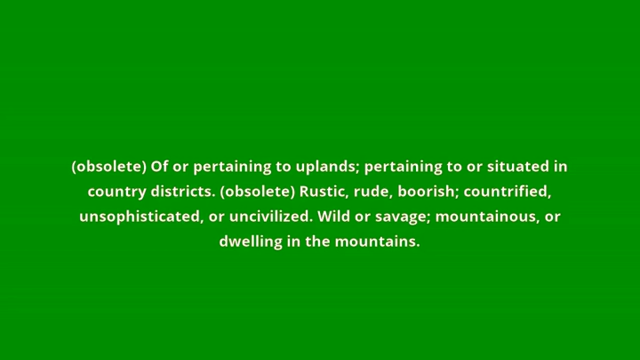 (obsolete) Of or pertaining to uplands; pertaining to or situated in
country districts. (obsolete) Rustic, rude, boorish; countrified,
unsophisticated, or uncivilized. Wild or savage; mountainous, or
dwelling in the mountains.